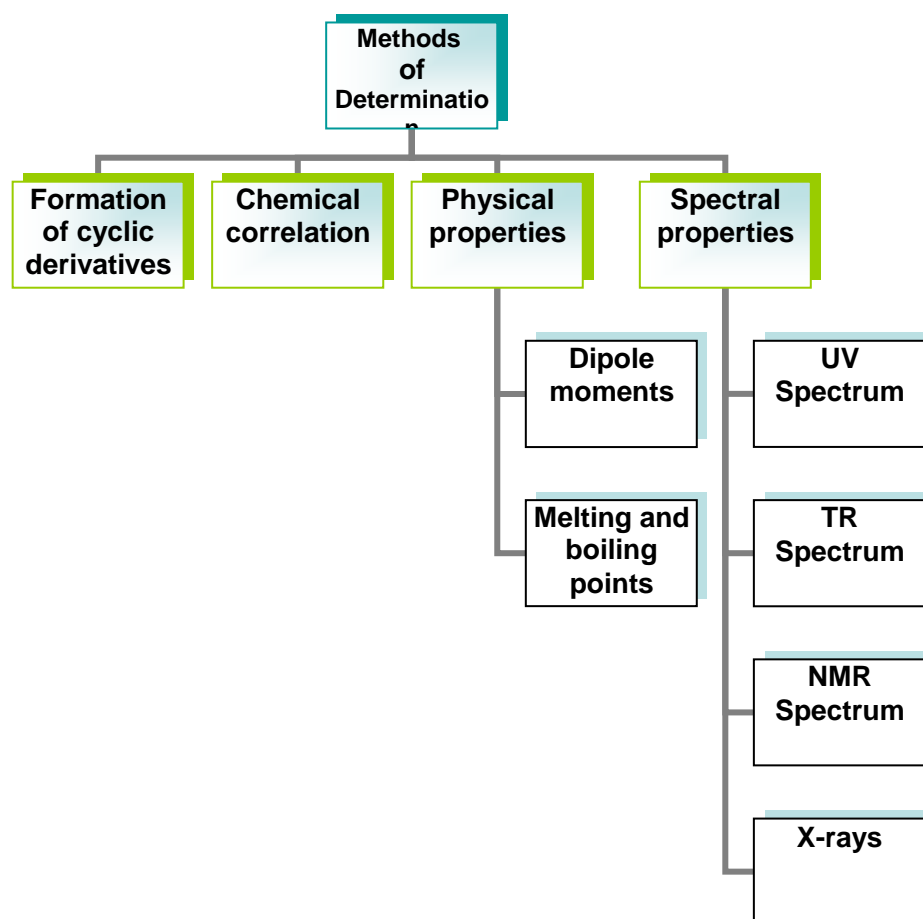 Methods
of
Determinatio
n
Formation
of cyclic
derivatives
Chemical
correlation
Physical
properties
Spectral
properties
Dipole
moments
UV
Spectrum
Melting and
boiling
points
TR
Spectrum
NMR
Spectrum
X-rays